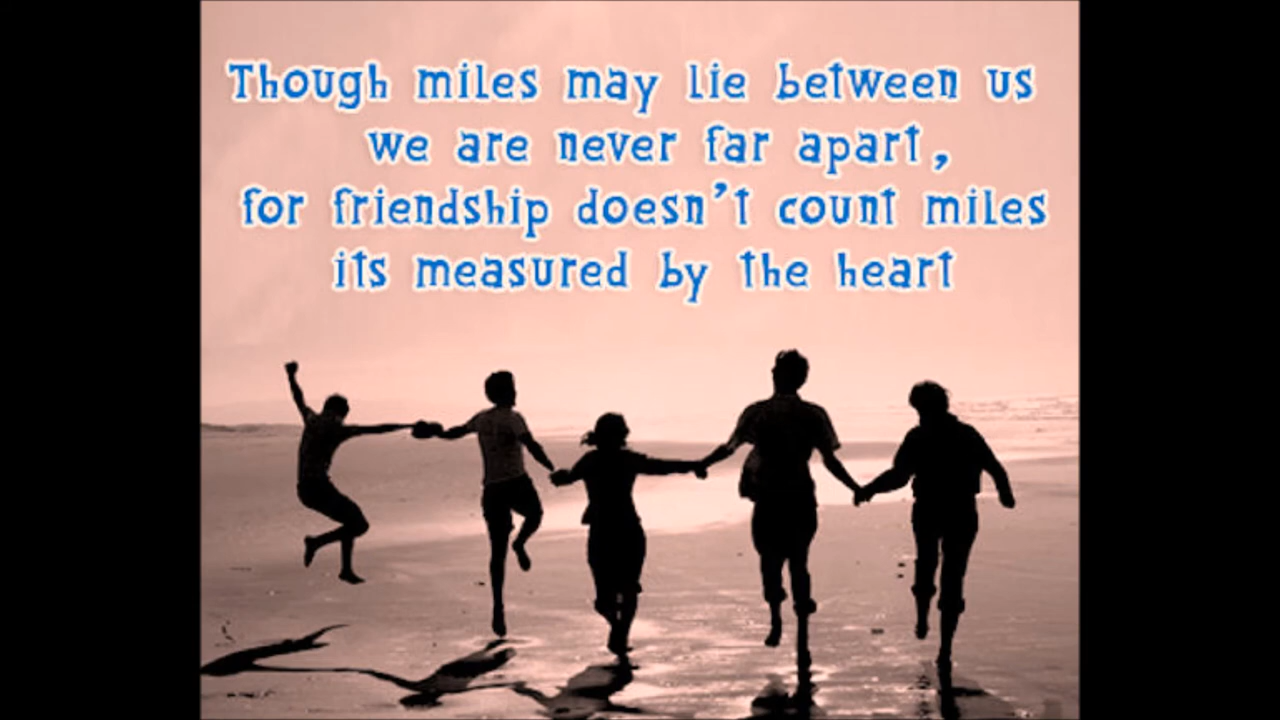 Though miles may lie between us
we are never far apart,
for friendship doesn't count miles
its measured by the heart